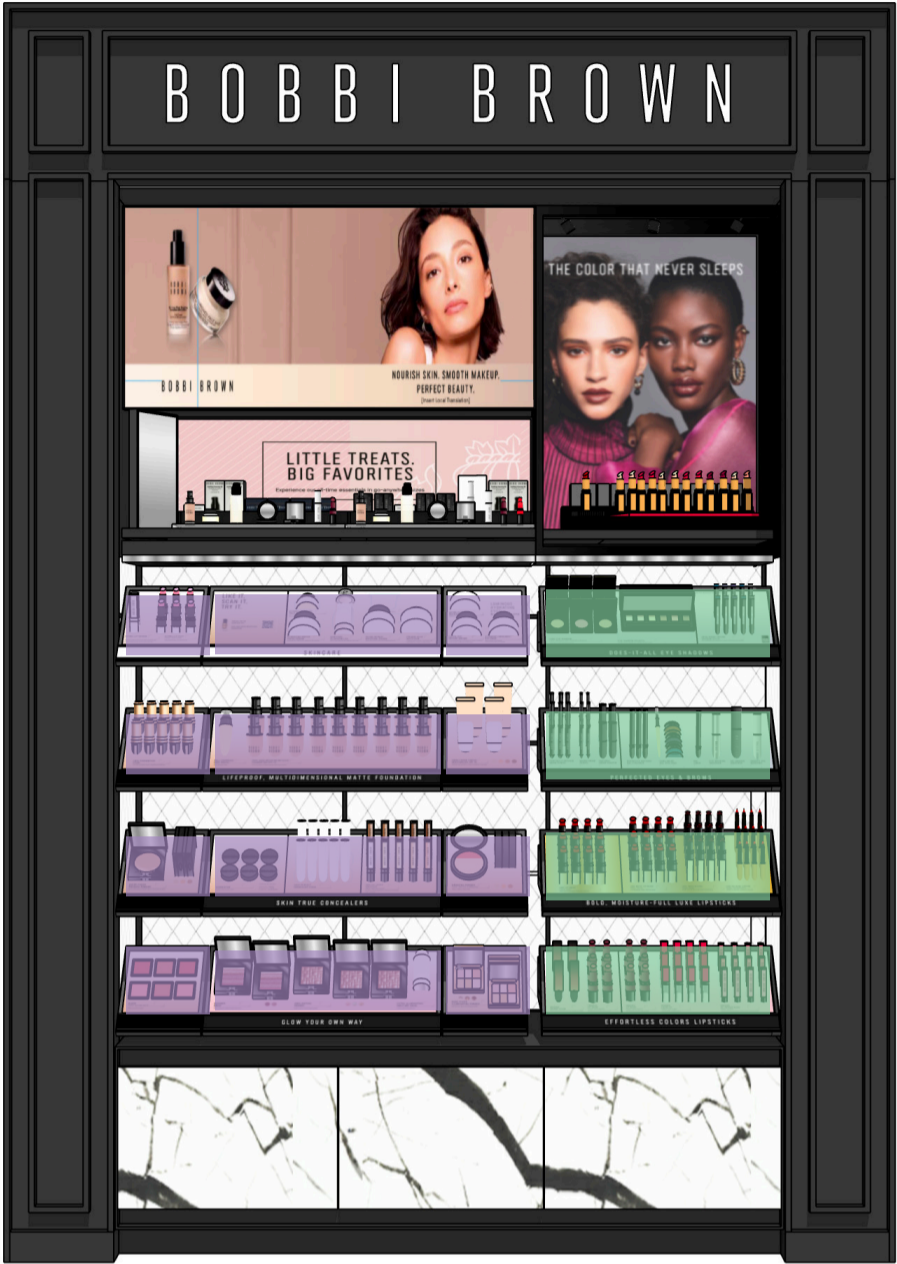 BOBBI BROWN
THE COLOR THAT NEVER SLEEPS
BOBBI BROWN
NOURISH SKIN. SMOOTH MAKEUP.
PERFECT BEAUTY.
[Insert Local Translation]
LITTLE TREATS.
BIG FAVORITES
SKINCARE
DOES-IT-ALL EYE SHADOWS
LIFEPROOF, MULTIDIMENSIONAL MATTE FOUNDATION
PERFECTED EYES & BROWS
SKIN TRUE CONCEALERS
BOLD, MOISTURE-FULL LUXE LIPSTICKS
GLOW YOUR OWN WAY
EFFORTLESS COLORS LIPSTICKS